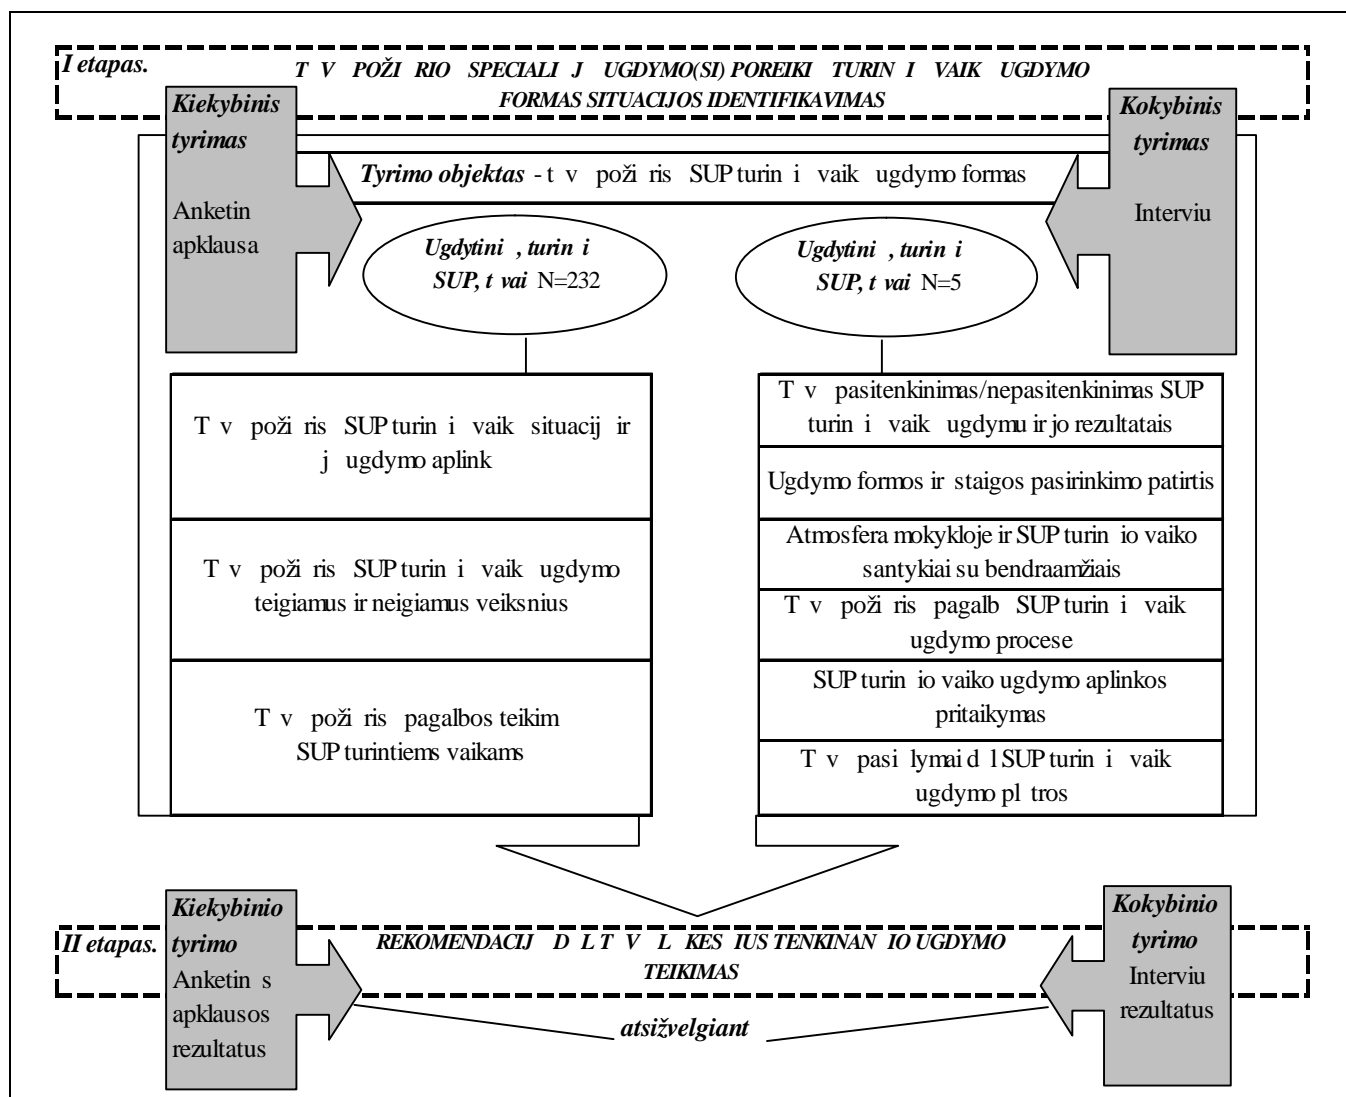 I etapas.
T V POŽI RIO SPECIALI J UGDYMO(SI) POREIKI TURIN I VAIK UGDYMO
FORMAS SITUACIJOS IDENTIFIKAVIMAS
Kiekybinis
tyrimas
Anketin
apklausa
Kokybinis
tyrimas
Interviu
Tyrimo objektas - t v poži ris SUP turin i vaik ugdymo formas
Ugdytini , turin i
SUP, t vai N=232
Ugdytini , turin i
SUP, t vai N=5
T v poži ris SUP turin i vaik situacij ir
j ugdymo aplink
T v poži ris SUP turin i vaik ugdymo
teigiamus ir neigiamus veiksnius
T v poži ris pagalbos teikim
SUP turintiems vaikams
T v pasitenkinimas/nepasitenkinimas SUP
turin i vaik ugdymu ir jo rezultatais
Ugdymo formos ir staigos pasirinkimo patirtis
Atmosfera mokykloje ir SUP turin io vaiko
santykiai su bendraamžiais
T v poži ris pagalb SUP turin i vaik
ugdymo procese
SUP turin io vaiko ugdymo aplinkos
pritaikymas
T v pasi lymai d l SUP turin i vaik
ugdymo pl tros
II etapas.
REKOMENDACIJ D L T V L KES IUS TENKINAN IO UGDYMO
TEIKIMAS
Kiekybinio
tyrimo
Anketin s
apklausos
rezultatus
Kokybinio
tyrimo
Interviu
rezultatus
atsižvelgiant